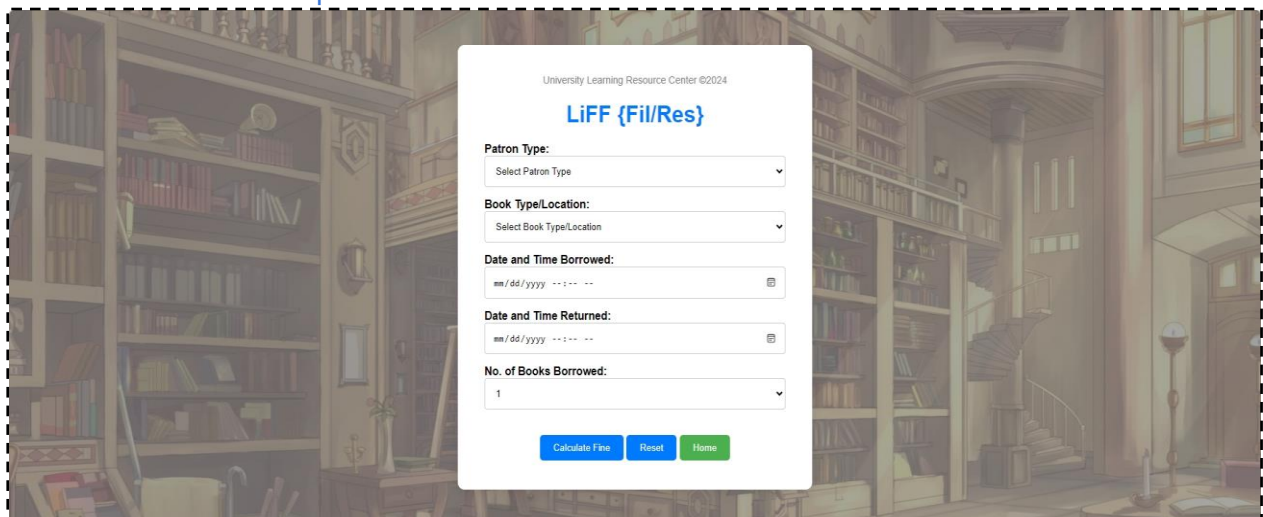 University Learning Resource Center ©2024
LiFF {Fil/Res}
Patron Type:
Select Patron Type
Book Type/Location:
Select Book Type/Location
Date and Time Borrowed:
mm/dd/yyyy --:-- --
Date and Time Returned:
mm/dd/yyyy --:-- --
No. of Books Borrowed:
1
Calculate Fine Reset Home